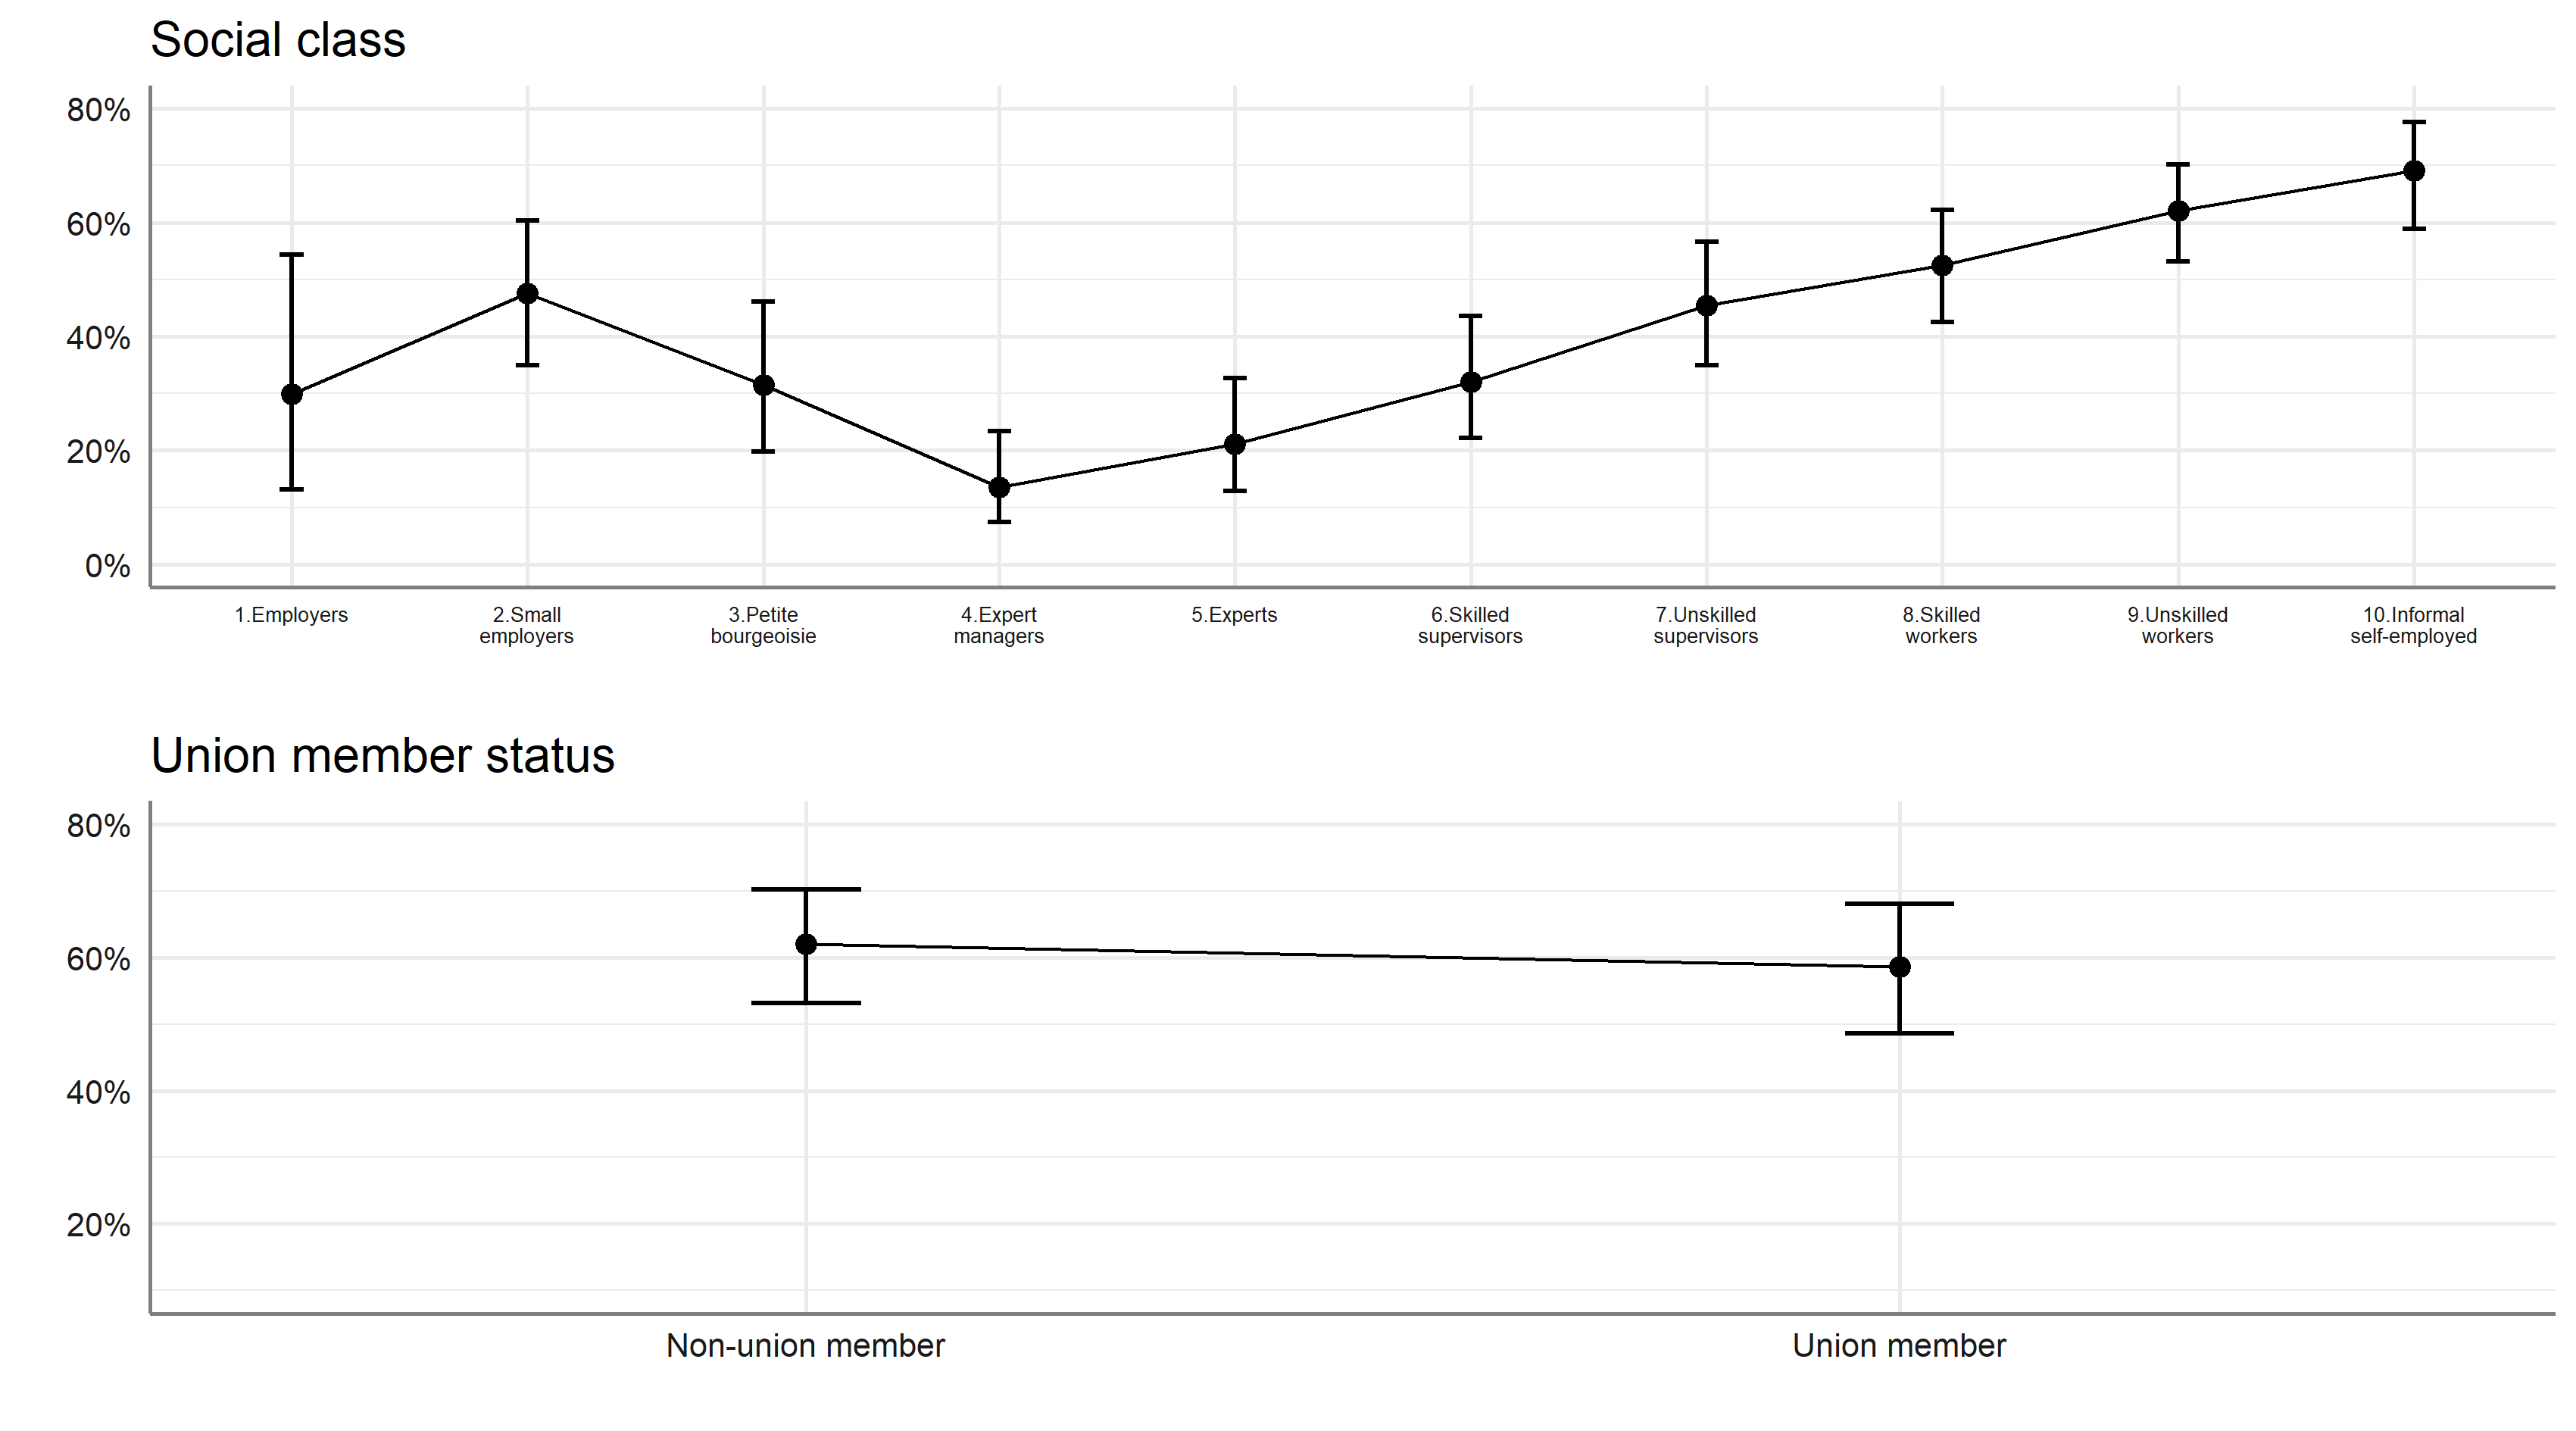 Social class
80%
60%
40%
20%
0%
1.Employers
2.Small
employers
3.Petite
bourgeoisie
4.Expert
managers
5.Experts
6.Skilled
supervisors
7.Unskilled
supervisors
8.Skilled
workers
9.Unskilled
workers
10.Informal
self-employed
Union member status
80%
60%
40%
20%
Non-union member
Union member